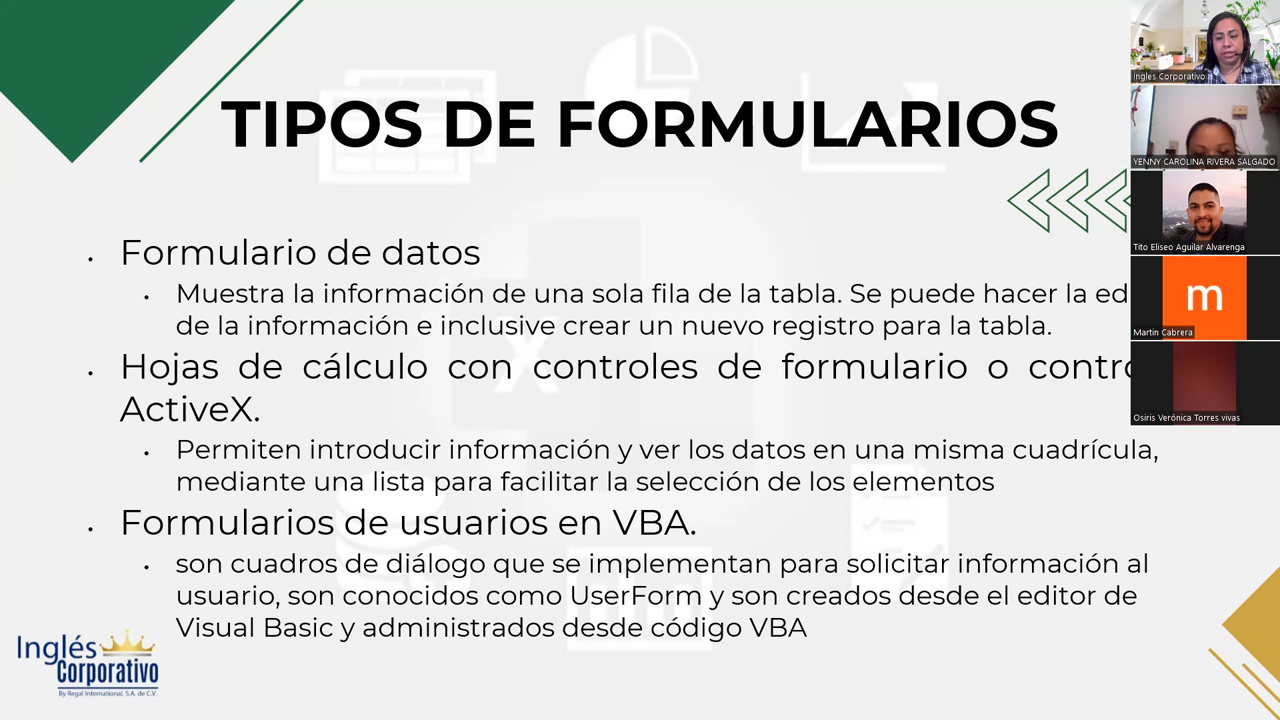 TIPOS DE FORMULARIOS
Formulario de datos
Muestra la información de una sola fila de la tabla. Se puede hacer la ed
de la información e inclusive crear un nuevo registro para la tabla.
Hojas de cálculo con controles de formulario o contro
ActiveX.
Permiten introducir información y ver los datos en una misma cuadrícula,
mediante una lista para facilitar la selección de los elementos
Formularios de usuarios en VBA.
son cuadros de diálogo que se implementan para solicitar información al
usuario, son conocidos como UserForm y son creados desde el editor de
Visual Basic y administrados desde código VBA
Inglés
Corporativo
By Regal International, S.A. de C.V.
Ingles Corporativo
YENNY CAROLINA RIVERA SALGADO
Tito Eliseo Aguilar Alvarenga
m
Martin Cabrera
Osiris Verónica Torres vivas